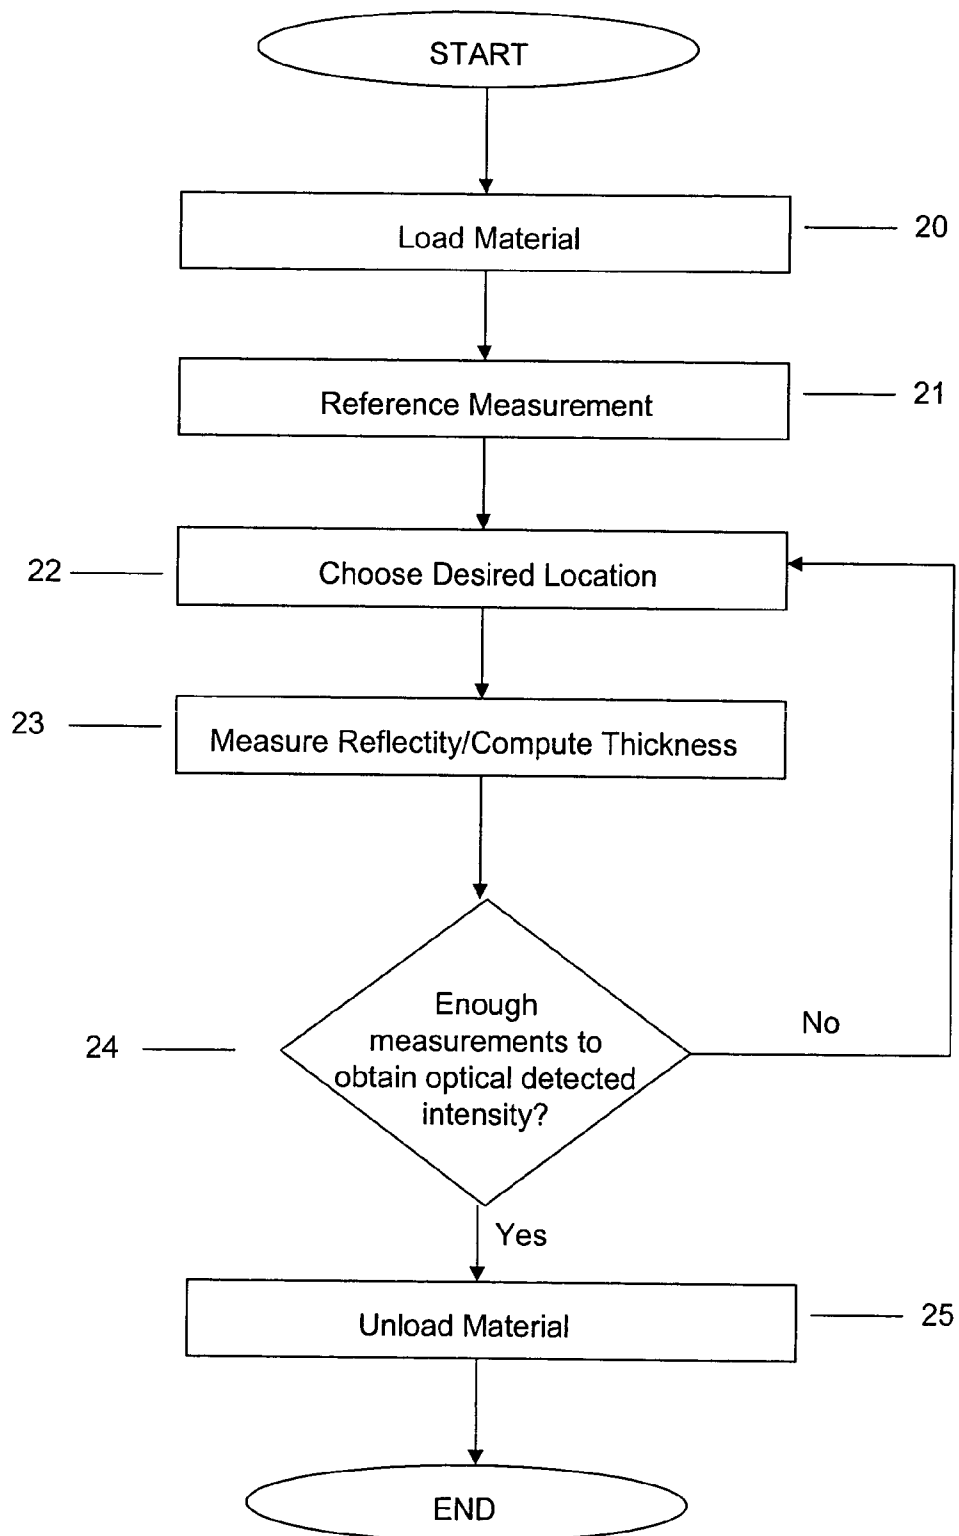 START
Load Material
20
Reference Measurement
21
22
Choose Desired Location
23
Measure Reflectity/Compute Thickness
24
Enough
measurements to
obtain optical detected
intensity?
No
Yes
Unload Material
25
END